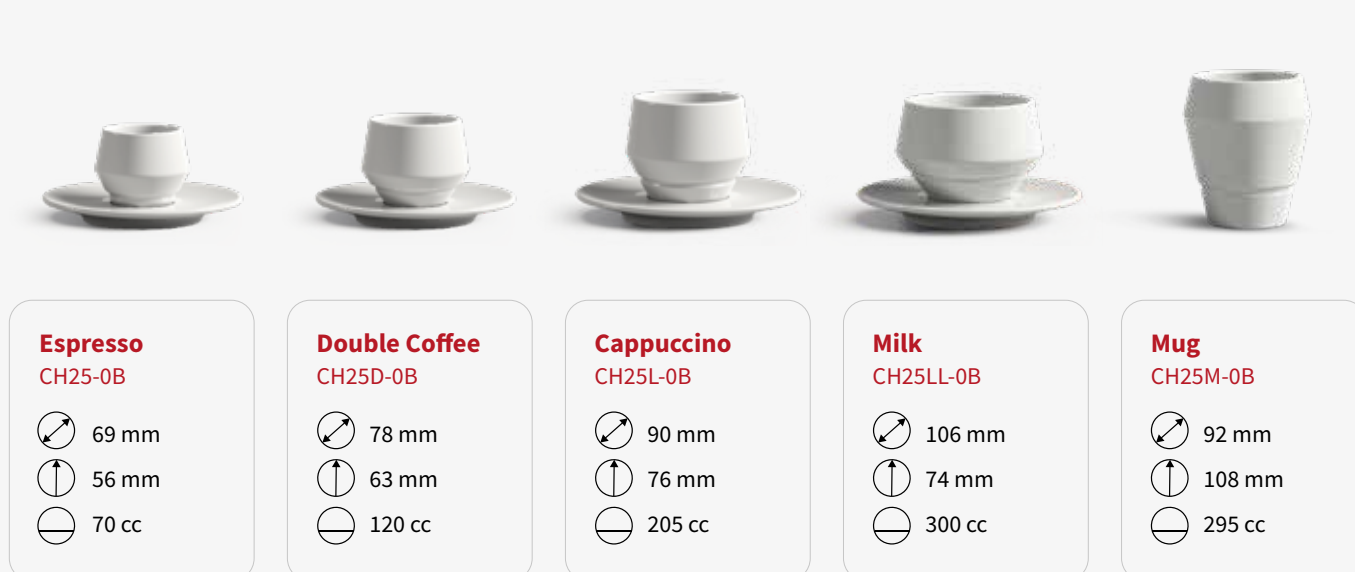 Espresso
CH25-0B
69 mm
56 mm
70 cc
Double Coffee
CH25D-0B
78 mm
63 mm
120 cc
Cappuccino
CH25L-0B
90 mm
76 mm
205 cc
Milk
CH25LL-0B
106 mm
74 mm
300 cc
Mug
CH25M-0B
92 mm
108 mm
295 cc